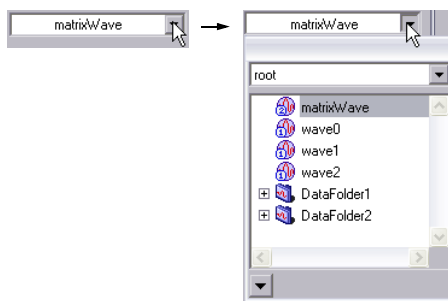 matrixWave
matrixWave
root
matrixWave
wave0
wave1
wave2
DataFolder1
DataFolder2